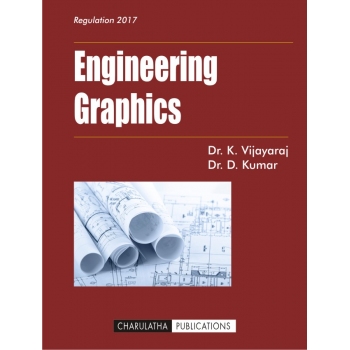 Regulation 2017
Engineering
Graphics
Dr. K. Vijayaraj
Dr. D. Kumar
CHARULATHA PUBLICATIONS